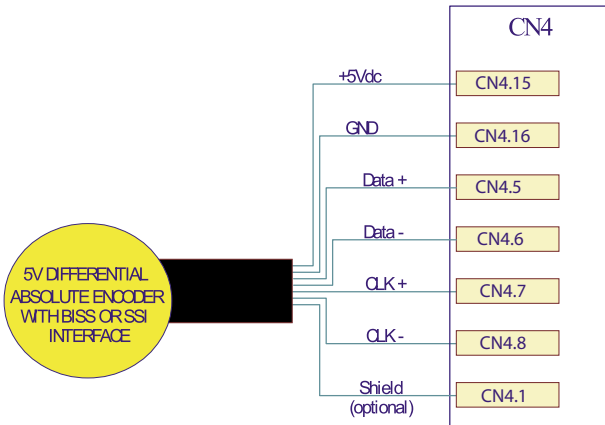 CN4
+5Vdc
CN4.15
GND
CN4.16
Data +
CN4.5
Data -
CN4.6
CLK +
CN4.7
CLK -
CN4.8
Shield
(optional)
CN4.1
5V DIFFERENTIAL
ABSOLUTE ENCODER
WITH BISS OR SSI
INTERFACE